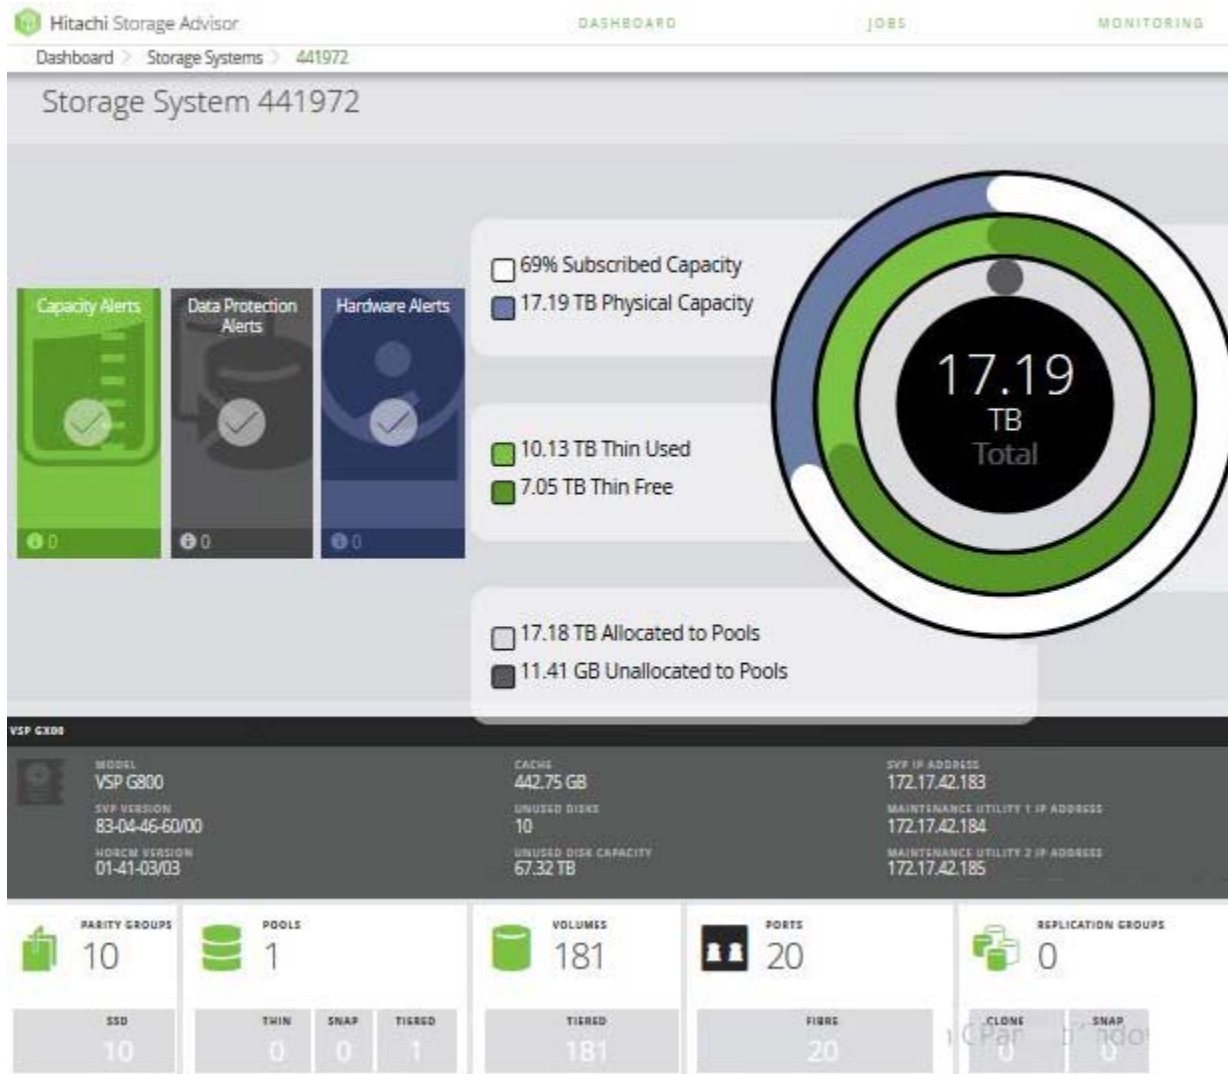 Hitachi Storage Advisor
DASHBOARD
JOBS
MONITORING
Dashboard > Storage Systems > 441972
Storage System 441972
Capacity Alerts
0
Data Protection
Alerts
0
Hardware Alerts
0
69% Subscribed Capacity
17.19 TB Physical Capacity
10.13 TB Thin Used
7.05 TB Thin Free
17.18 TB Allocated to Pools
11.41 GB Unallocated to Pools
17.19
TB
Total
VSP GX00
MODEL
VSP G800
SVP VERSION
83-04-46-60/00
HORCM VERSION
01-41-03/03
CACHE
442.75 GB
UNUSED DISKS
10
UNUSED DISK CAPACITY
67.32 TB
SVP IP ADDRESS
172.17.42.183
MAINTENANCE UTILITY 1 IP ADDRESS
172.17.42.184
MAINTENANCE UTILITY 2 IP ADDRESS
172.17.42.185
PARITY GROUPS
10
SSD
10
POOLS
1
THIN
0
SNAP
0
TIERED
1
VOLUMES
181
TIERED
181
PORTS
20
FIBRE
20
REPLICATION GROUPS
0
CLONE
0
SNAP
0